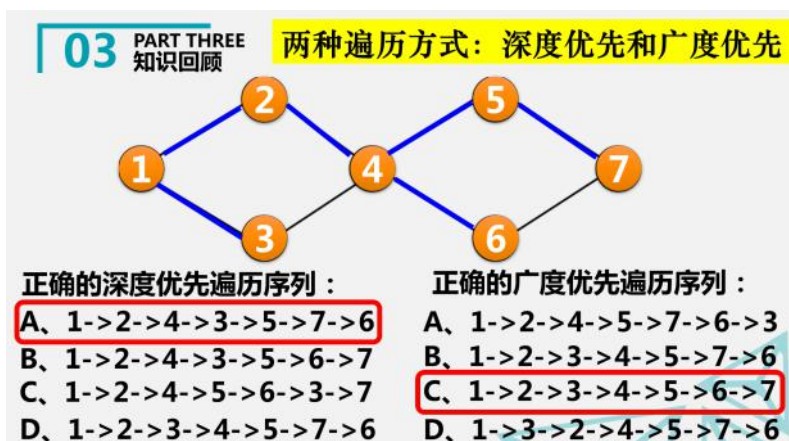 03 PART THREE
知识回顾
两种遍历方式：深度优先和广度优先
2
5
1
4
7
3
6
正确的深度优先遍历序列：
A、1->2->4->3->5->7->6
B、1->2->4->3->5->6->7
C、1->2->4->5->6->3->7
D、1->2->3->4->5->7->6
正确的广度优先遍历序列：
A、1->2->4->5->7->6->3
B、1->2->3->4->5->7->6
C、1->2->3->4->5->6->7
D、1->3->2->4->5->7->6